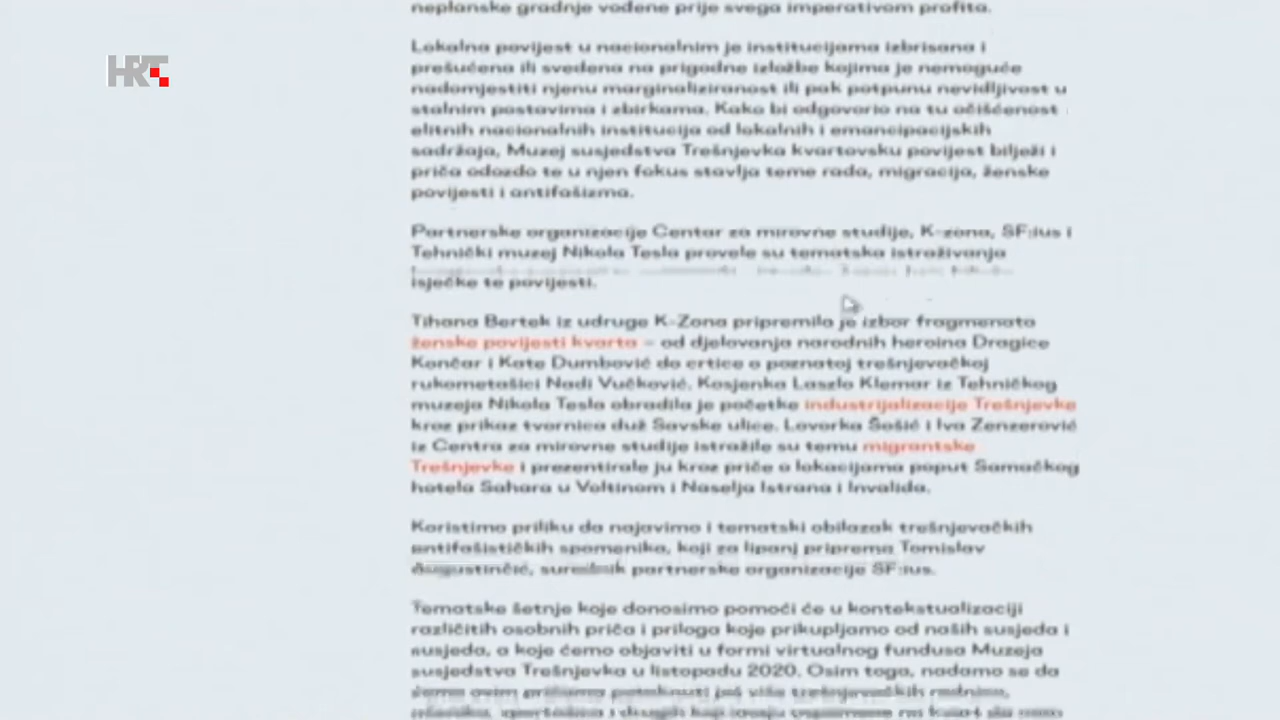 neplanske gradnje vođene prije svega imperativom profita.
HRT
Lokalna povijest u nacionalnim je institucijama izbrisana i
prešućena ili svedena na prigodne izložbe kojima je nemoguće
nadomjestiti njenu marginaliziranost ili pak potpunu nevidljivost u
stalnim postavima i zbirkama. Kako bi odgovorio na tu očišćenost
elitnih nacionalnih institucija od lokalnih i emancipacijskih
sadržaja, Muzej susjedstva Trešnjevka kvartovsku povijest bilježi i
priča odozdo te u njen fokus stavlja teme rada, migracija, ženske
povijesti i antifašizma.
Partnerske organizacije Centar za mirovne studije, K-zona, SF:ius i
Tehnički muzej Nikola Tesla provele su tematska istraživanja
isječke te povijesti.
Tihana Bertek iz udruge K-Zona pripremila je izbor fragmenata
ženske povijesti kvarta – od djelovanja narodnih heroina Dragice
Končar i Kate Dumbović do crtice o poznatoj trešnjevačkoj
rukometašici Nadi Vučković. Kosjenka Laszlo Klemar iz Tehničkog
muzeja Nikola Tesla obradila je početke industrijalizacije Trešnjevke
kroz prikaz tvornica duž Savske ulice. Lovorka Šošić i Iva Zenzerović
iz Centra za mirovne studije istražile su temu migrantske
Trešnjevke i prezentirale ju kroz priče o lokacijama poput Samačkog
hotela Sahara u Voltinom i Naselja Istrana i Invalida.
Koristimo priliku da najavimo i tematski obilazak trešnjevačkih
antifašističkih spomenika, koji za lipanj priprema Tomislav
Augustinčić, suradnik partnerske organizacije SF:ius.
Tematske šetnje koje donosimo pomoći će u kontekstualizaciji
različitih osobnih priča i priloga koje prikupljamo od naših susjeda i
susjeda, a koje ćemo objaviti u formi virtualnog fundusa Muzeja
susjedstva Trešnjevka u listopadu 2020. Osim toga, nadamo se da
ćemo ovim pričama potaknuti još više trešnjevačkih radnica,